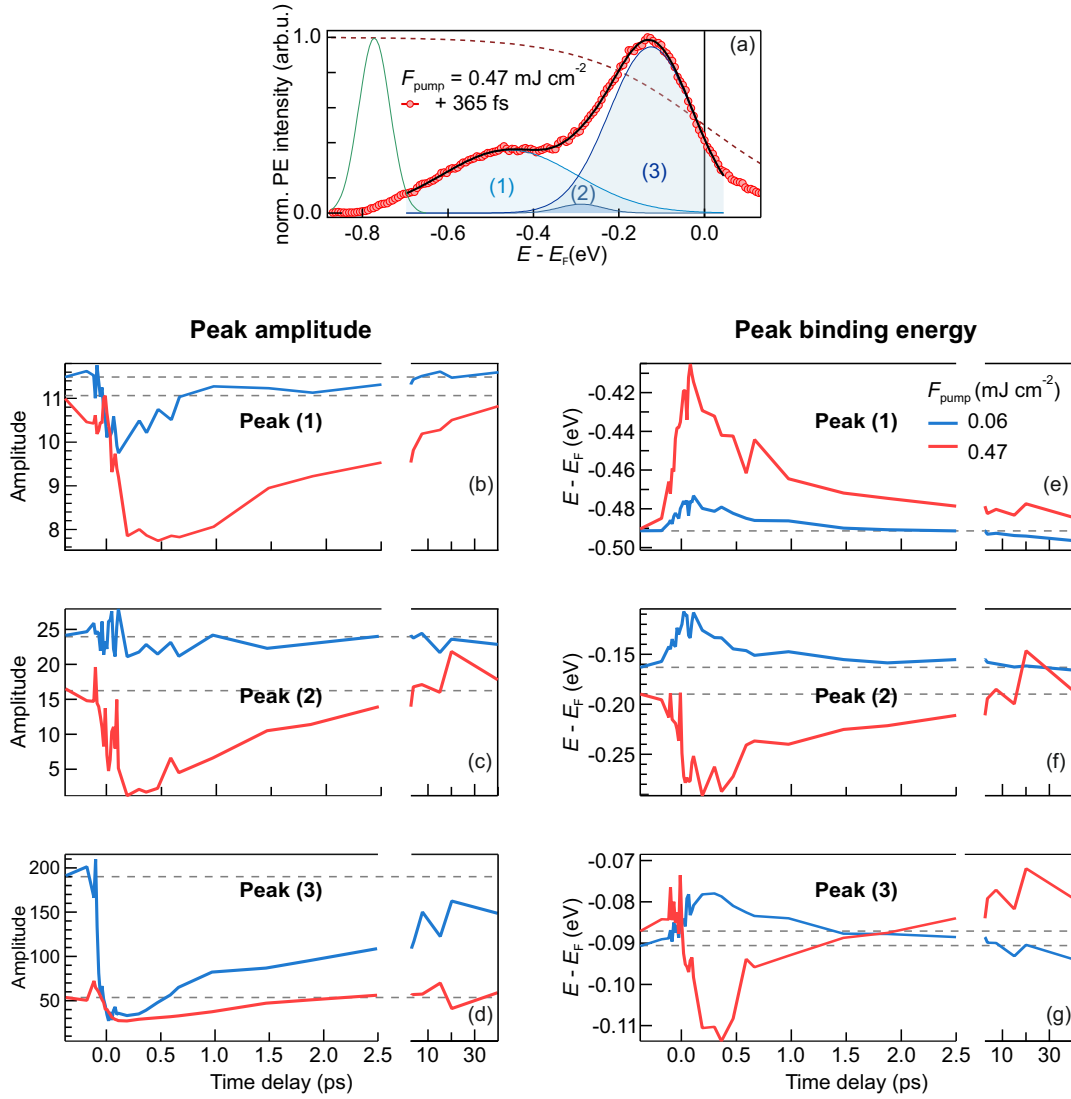 norm. PE intensity (arb.u.)
1.0
0.0
(a)
F_pump = 0.47 mJ cm⁻²
+ 365 fs
(1)
(2)
(3)
-0.8
-0.6
-0.4
-0.2
0.0
E - E_F(eV)
Peak amplitude
Peak binding energy
Amplitude
11
10
9
8
Peak (1)
(b)
E - E_F (eV)
-0.42
-0.44
-0.46
-0.48
-0.50
Peak (1)
F_pump (mJ cm⁻²)
0.06
0.47
(e)
Amplitude
25
20
15
10
5
Peak (2)
(c)
E - E_F (eV)
-0.15
-0.20
-0.25
Peak (2)
(f)
Amplitude
200
150
100
50
Peak (3)
(d)
0.0
0.5
1.0
1.5
2.0
2.5
10
30
Time delay (ps)
E - E_F (eV)
-0.07
-0.08
-0.09
-0.10
-0.11
Peak (3)
(g)
0.0
0.5
1.0
1.5
2.0
2.5
10
30
Time delay (ps)